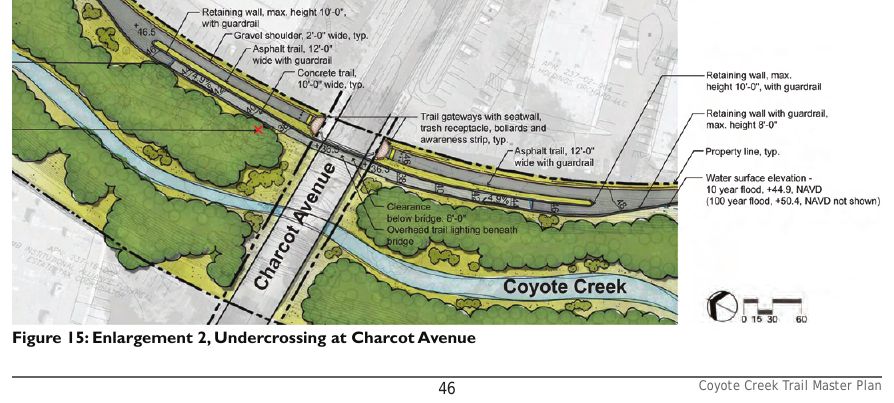 Retaining wall, max. height 10'-0",
with guardrail
Gravel shoulder, 2'-0" wide, typ.
Asphalt trail, 12'-0"
wide with guardrail
Concrete trail,
10'-0" wide, typ.
+46.5
Trail gateways with seatwall,
trash receptacle, bollards and
awareness strip, typ.
Asphalt trail, 12'-0"
wide with guardrail
Retaining wall, max.
height 10'-0", with guardrail
Retaining wall with guardrail,
max. height 8'-0"
Property line, typ.
Water surface elevation -
10 year flood, +44.9, NAVD
(100 year flood, +50.4, NAVD not shown)
Clearance
below bridge: 8'-0"
Overhead trail lighting beneath
bridge
Charcot Avenue
Coyote Creek
0 15 30 60
Figure 15: Enlargement 2, Undercrossing at Charcot Avenue
46
Coyote Creek Trail Master Plan